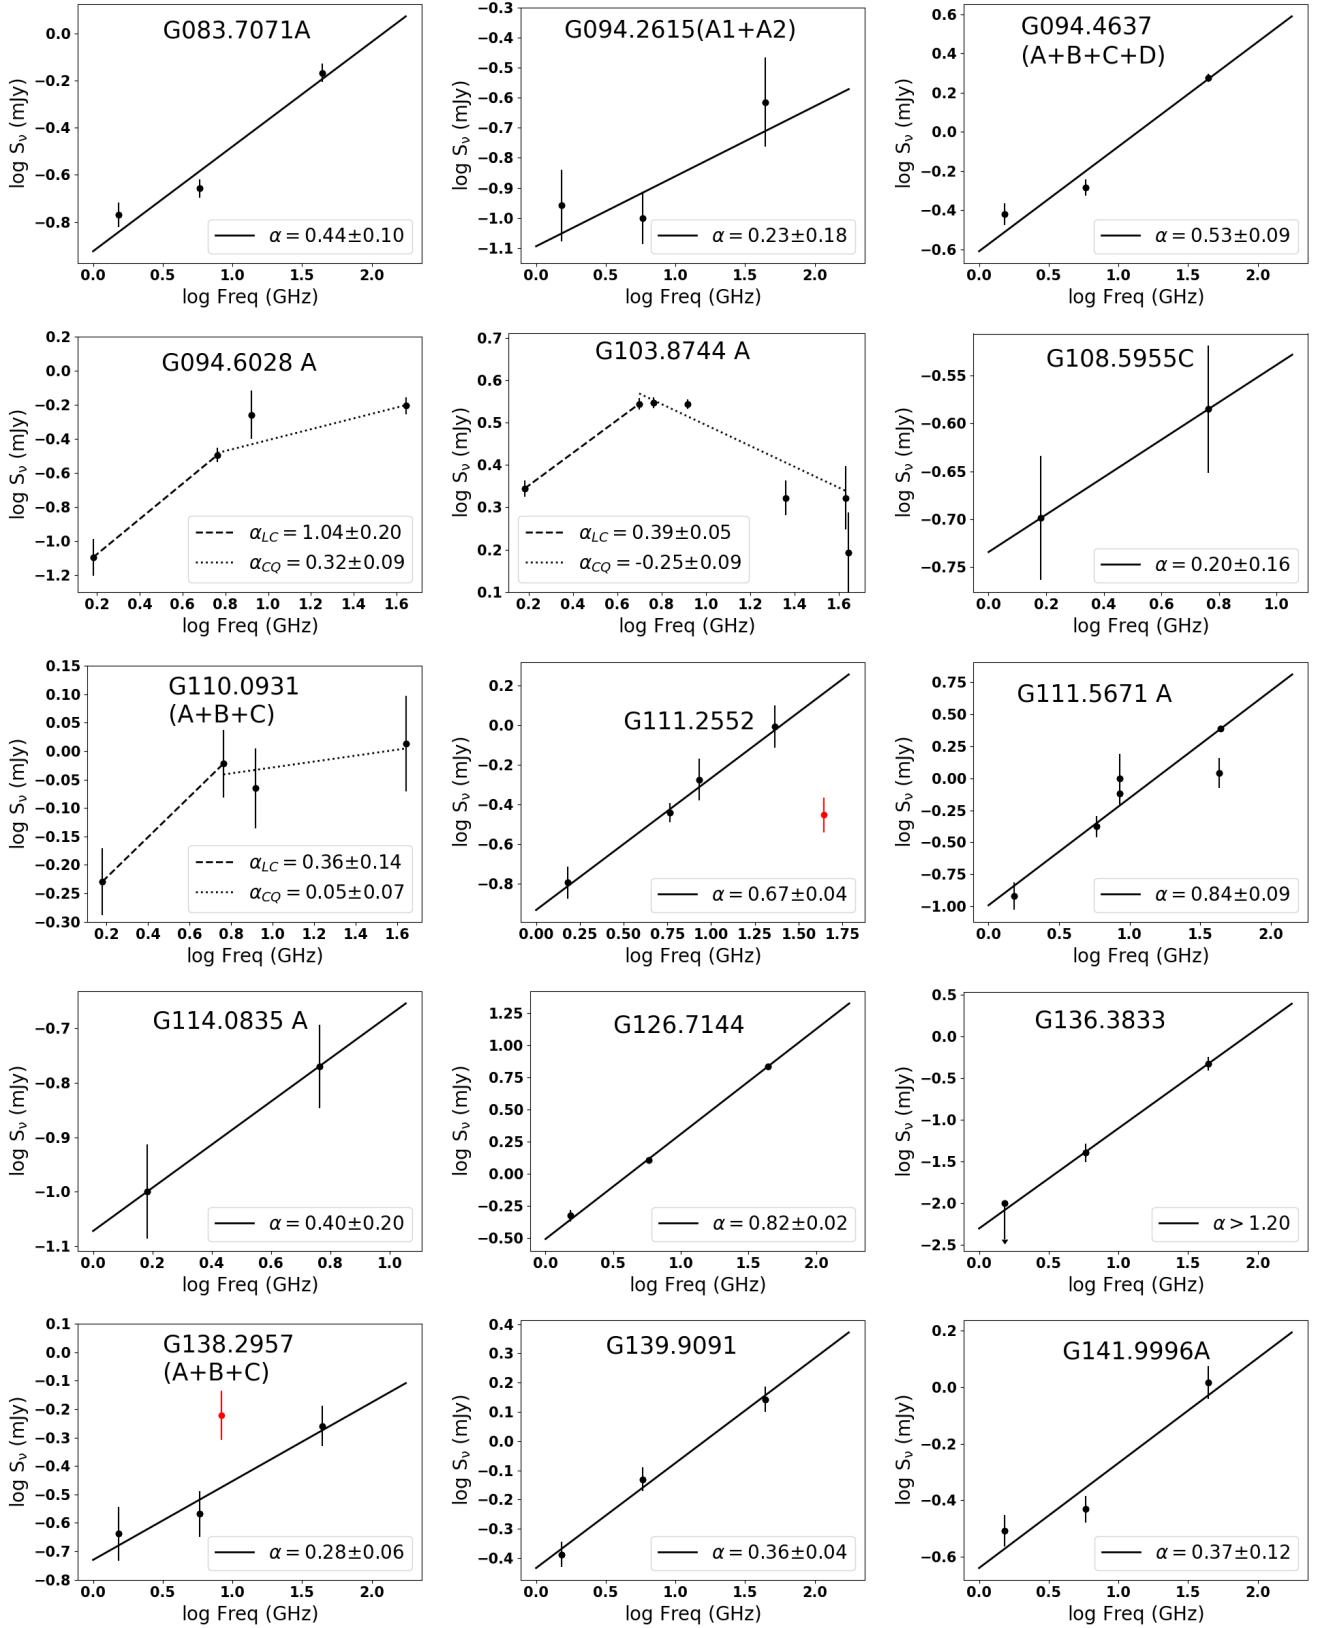 G083.7071A
log Sν (mJy)
0.0
−0.2
−0.4
−0.6
−0.8
α = 0.44±0.10
0.0 0.5 1.0 1.5 2.0
log Freq (GHz)
G094.2615(A1+A2)
log Sν (mJy)
−0.3
−0.4
−0.5
−0.6
−0.7
−0.8
−0.9
−1.0
−1.1
α = 0.23±0.18
0.0 0.5 1.0 1.5 2.0
log Freq (GHz)
G094.4637
(A+B+C+D)
log Sν (mJy)
0.6
0.4
0.2
0.0
−0.2
−0.4
−0.6
α = 0.53±0.09
0.0 0.5 1.0 1.5 2.0
log Freq (GHz)
G094.6028 A
log Sν (mJy)
0.2
0.0
−0.2
−0.4
−0.6
−0.8
−1.0
−1.2
αLC = 1.04±0.20
αCQ = 0.32±0.09
0.2 0.4 0.6 0.8 1.0 1.2 1.4 1.6
log Freq (GHz)
G103.8744 A
log Sν (mJy)
0.7
0.6
0.5
0.4
0.3
0.2
0.1
αLC = 0.39±0.05
αCQ = -0.25±0.09
0.2 0.4 0.6 0.8 1.0 1.2 1.4 1.6
log Freq (GHz)
G108.5955C
log Sν (mJy)
−0.55
−0.60
−0.65
−0.70
−0.75
α = 0.20±0.16
0.0 0.2 0.4 0.6 0.8 1.0
log Freq (GHz)
G110.0931
(A+B+C)
log Sν (mJy)
0.15
0.10
0.05
0.00
−0.05
−0.10
−0.15
−0.20
−0.25
−0.30
αLC = 0.36±0.14
αCQ = 0.05±0.07
0.2 0.4 0.6 0.8 1.0 1.2 1.4 1.6
log Freq (GHz)
G111.2552
log Sν (mJy)
0.2
0.0
−0.2
−0.4
−0.6
−0.8
α = 0.67±0.04
0.00 0.25 0.50 0.75 1.00 1.25 1.50 1.75
log Freq (GHz)
G111.5671 A
log Sν (mJy)
0.75
0.50
0.25
0.00
−0.25
−0.50
−0.75
−1.00
α = 0.84±0.09
0.0 0.5 1.0 1.5 2.0
log Freq (GHz)
G114.0835 A
log Sν (mJy)
−0.7
−0.8
−0.9
−1.0
−1.1
α = 0.40±0.20
0.0 0.2 0.4 0.6 0.8 1.0
log Freq (GHz)
G126.7144
log Sν (mJy)
1.25
1.00
0.75
0.50
0.25
0.00
−0.25
−0.50
α = 0.82±0.02
0.0 0.5 1.0 1.5 2.0
log Freq (GHz)
G136.3833
log Sν (mJy)
0.5
0.0
−0.5
−1.0
−1.5
−2.0
−2.5
α > 1.20
0.0 0.5 1.0 1.5 2.0
log Freq (GHz)
G138.2957
(A+B+C)
log Sν (mJy)
0.1
0.0
−0.1
−0.2
−0.3
−0.4
−0.5
−0.6
−0.7
−0.8
α = 0.28±0.06
0.0 0.5 1.0 1.5 2.0
log Freq (GHz)
G139.9091
log Sν (mJy)
0.4
0.3
0.2
0.1
0.0
−0.1
−0.2
−0.3
−0.4
α = 0.36±0.04
0.0 0.5 1.0 1.5 2.0
log Freq (GHz)
G141.9996A
log Sν (mJy)
0.2
0.0
−0.2
−0.4
−0.6
α = 0.37±0.12
0.0 0.5 1.0 1.5 2.0
log Freq (GHz)